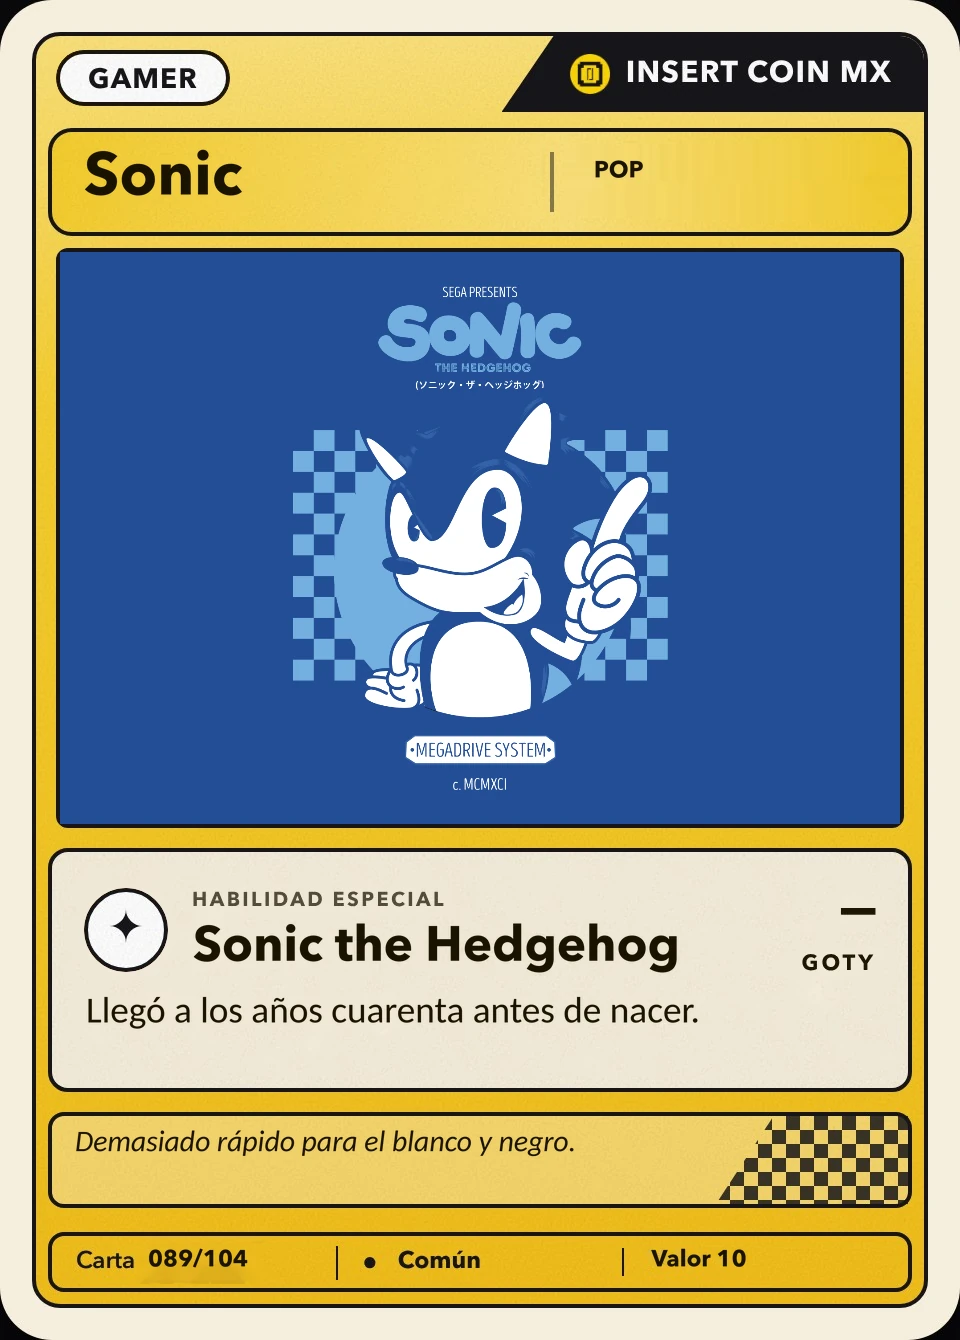 GAMER
INSERT COIN MX
Sonic
POP
SEGA PRESENTS
SONIC
THE HEDGEHOG
(ソニック・ザ・ヘッジホッグ)
•MEGADRIVE SYSTEM•
c. MCMXCI
HABILIDAD ESPECIAL
Sonic the Hedgehog
—
GOTY
Llegó a los años cuarenta antes de nacer.
Demasiado rápido para el blanco y negro.
Carta 089/104
• Común
Valor 10